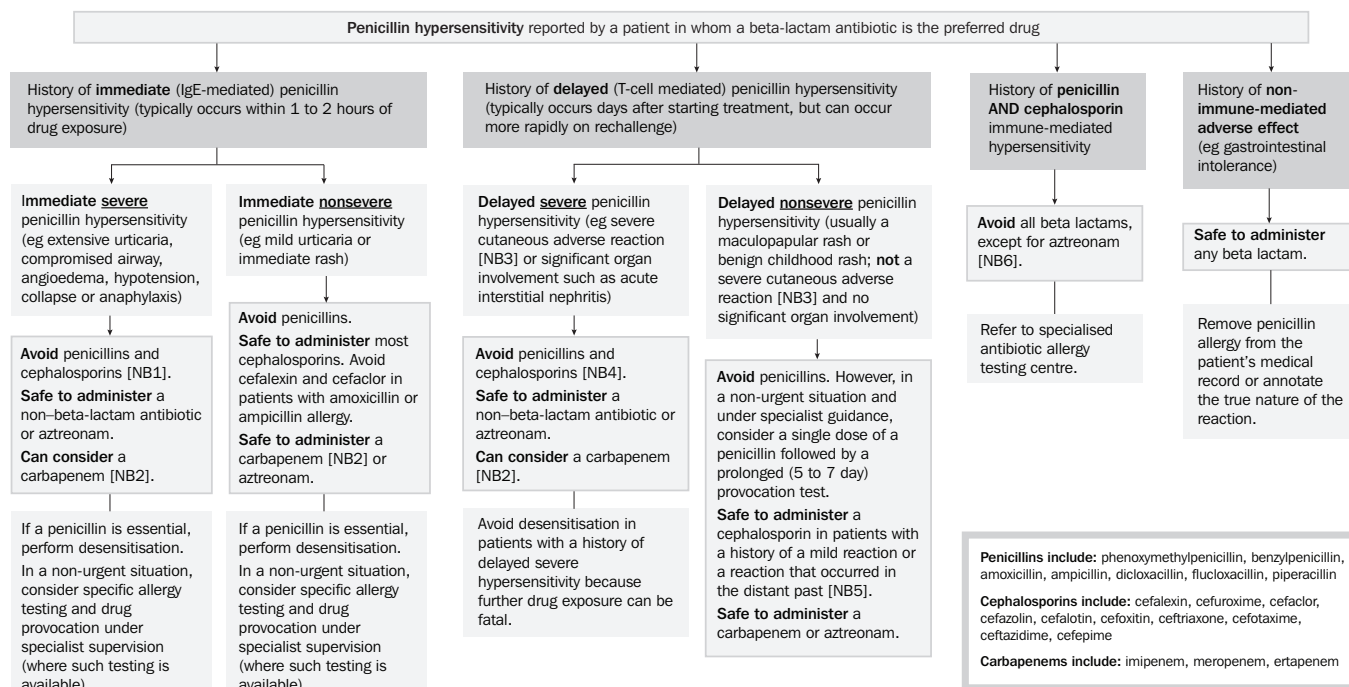 Penicillin hypersensitivity reported by a patient in whom a beta-lactam antibiotic is the preferred drug
History of immediate (IgE-mediated) penicillin
hypersensitivity (typically occurs within 1 to 2 hours of
drug exposure)
Immediate severe
penicillin hypersensitivity
(eg extensive urticaria,
compromised airway,
angioedema, hypotension,
collapse or anaphylaxis)
Avoid penicillins and
cephalosporins [NB1].
Safe to administer a
non–beta-lactam antibiotic
or aztreonam.
Can consider a
carbapenem [NB2].
If a penicillin is essential,
perform desensitisation.
In a non-urgent situation,
consider specific allergy
testing and drug
provocation under
specialist supervision
(where such testing is
available)
Immediate nonsevere
penicillin hypersensitivity
(eg mild urticaria or
immediate rash)
Avoid penicillins.
Safe to administer most
cephalosporins. Avoid
cefalexin and cefaclor in
patients with amoxicillin or
ampicillin allergy.
Safe to administer a
carbapenem [NB2] or
aztreonam.
If a penicillin is essential,
perform desensitisation.
In a non-urgent situation,
consider specific allergy
testing and drug
provocation under
specialist supervision
(where such testing is
available)
History of delayed (T-cell mediated) penicillin hypersensitivity
(typically occurs days after starting treatment, but can occur
more rapidly on rechallenge)
Delayed severe penicillin
hypersensitivity (eg severe
cutaneous adverse reaction
[NB3] or significant organ
involvement such as acute
interstitial nephritis)
Avoid penicillins and
cephalosporins [NB4].
Safe to administer a
non–beta-lactam antibiotic or
aztreonam.
Can consider a carbapenem
[NB2].
Avoid desensitisation in
patients with a history of
delayed severe
hypersensitivity because
further drug exposure can be
fatal.
Delayed nonsevere penicillin
hypersensitivity (usually a
maculopapular rash or
benign childhood rash; not a
severe cutaneous adverse
reaction [NB3] and no
significant organ involvement)
Avoid penicillins. However, in
a non-urgent situation and
under specialist guidance,
consider a single dose of a
penicillin followed by a
prolonged (5 to 7 day)
provocation test.
Safe to administer a
cephalosporin in patients with
a history of a mild reaction or
a reaction that occurred in
the distant past [NB5].
Safe to administer a
carbapenem or aztreonam.
History of penicillin
AND cephalosporin
immune-mediated
hypersensitivity
Avoid all beta lactams,
except for aztreonam
[NB6].
Refer to specialised
antibiotic allergy
testing centre.
History of non-
immune-mediated
adverse effect
(eg gastrointestinal
intolerance)
Safe to administer
any beta lactam.
Remove penicillin
allergy from the
patient's medical
record or annotate
the true nature of the
reaction.
Penicillins include: phenoxymethylpenicillin, benzylpenicillin,
amoxicillin, ampicillin, dicloxacillin, flucloxacillin, piperacillin
Cephalosporins include: cefalexin, cefuroxime, cefaclor,
cefazolin, cefalotin, cefoxitin, ceftriaxone, cefotaxime,
ceftazidime, cefepime
Carbapenems include: imipenem, meropenem, ertapenem